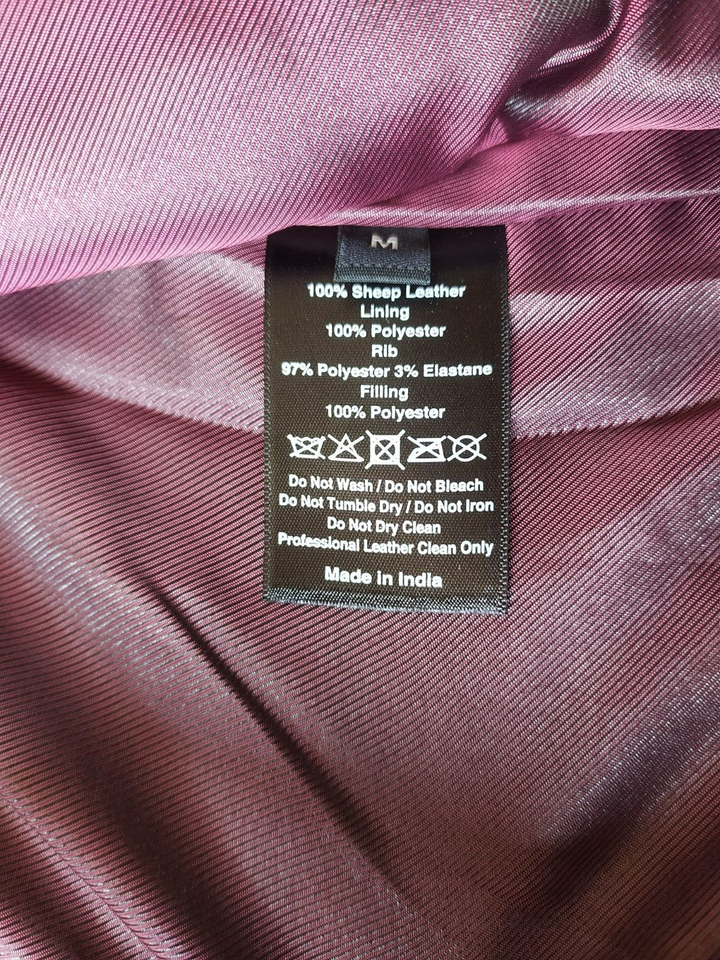 M
100% Sheep Leather
Lining
100% Polyester
Rib
97% Polyester 3% Elastane
Filling
100% Polyester
Do Not Wash / Do Not Bleach
Do Not Tumble Dry / Do Not Iron
Do Not Dry Clean
Professional Leather Clean Only
Made in India